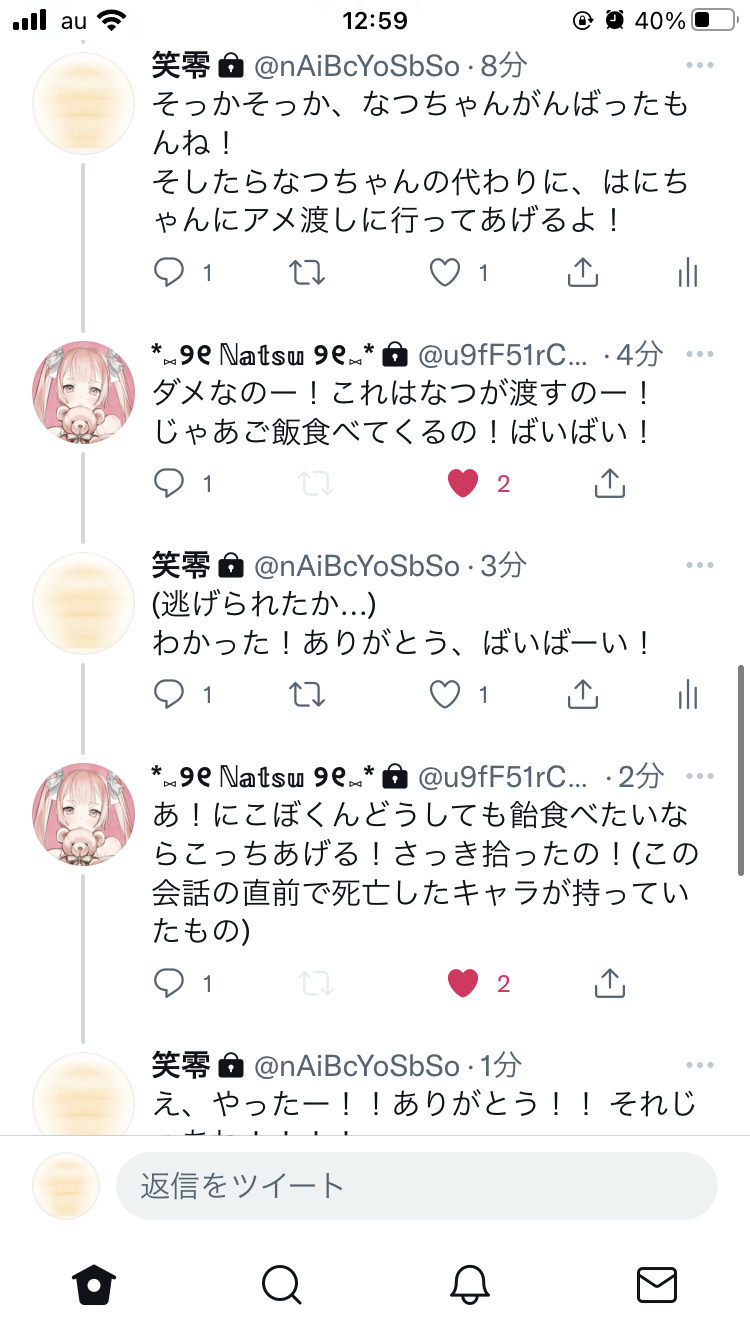 au 12:59 40%
笑零 @nAiBcYoSbSo · 8分
そっかそっか、なつちゃんがんばったも
んね！
そしたらなつちゃんの代わりに、はにち
ゃんにアメ渡しに行ってあげるよ！
1 1
*⑅୨୧ ℕ𝕒𝕥𝕤𝕦 ୨୧⑅* @u9fF51rC... · 4分
ダメなのー！これはなつが渡すのー！
じゃあご飯食べてくるの！ばいばい！
1 2
笑零 @nAiBcYoSbSo · 3分
(逃げられたか...)
わかった！ありがとう、ばいばーい！
1 1
*⑅୨୧ ℕ𝕒𝕥𝕤𝕦 ୨୧⑅* @u9fF51rC... · 2分
あ！にこぼくんどうしても飴食べたいな
らこっちあげる！さっき拾ったの！(この
会話の直前で死亡したキャラが持ってい
たもの)
1 2
笑零 @nAiBcYoSbSo · 1分
え、やったー！！ありがとう！！ それじ
返信をツイート